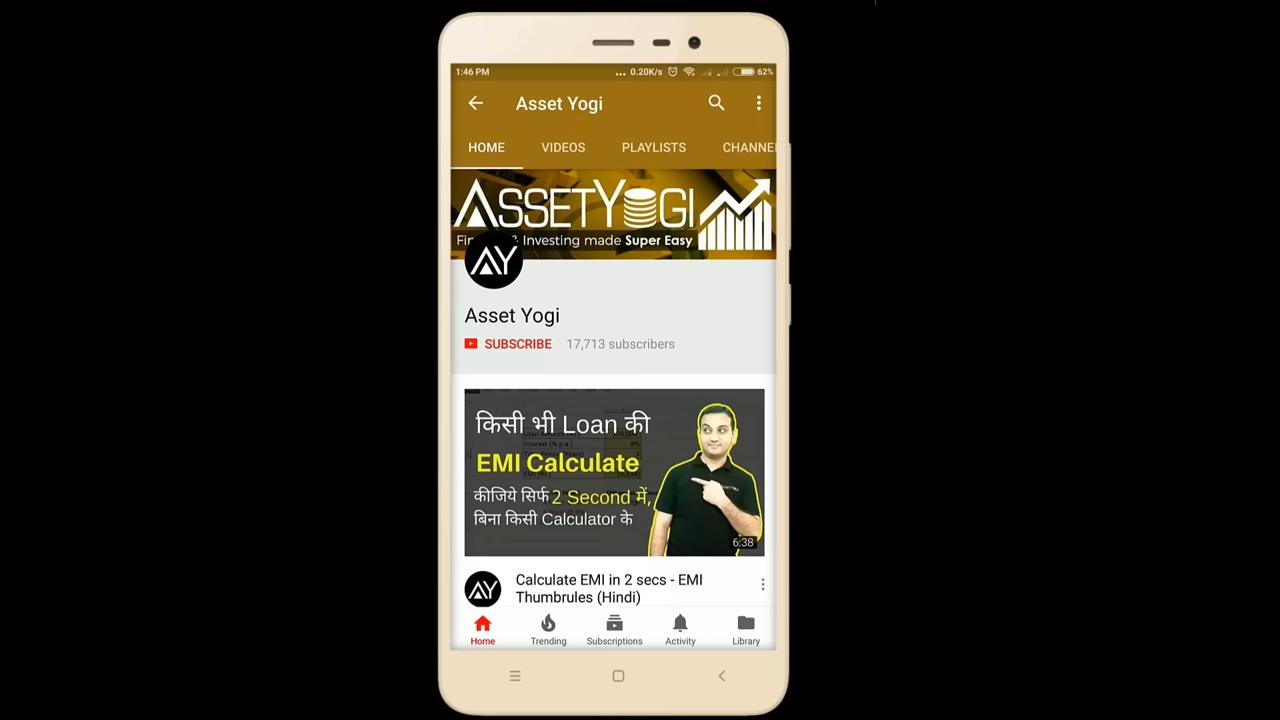 1:46 PM
... 0.20K/s
62%
Asset Yogi
HOME VIDEOS PLAYLISTS CHANNE
ASSETYOGI
Fin & Investing made Super Easy
AY
Asset Yogi
SUBSCRIBE 17,713 subscribers
किसी भी Loan की
EMI Calculate
कीजिये सिर्फ 2 Second में,
बिना किसी Calculator के
6:38
AY
Calculate EMI in 2 secs - EMI
Thumbrules (Hindi)
Home Trending Subscriptions Activity Library